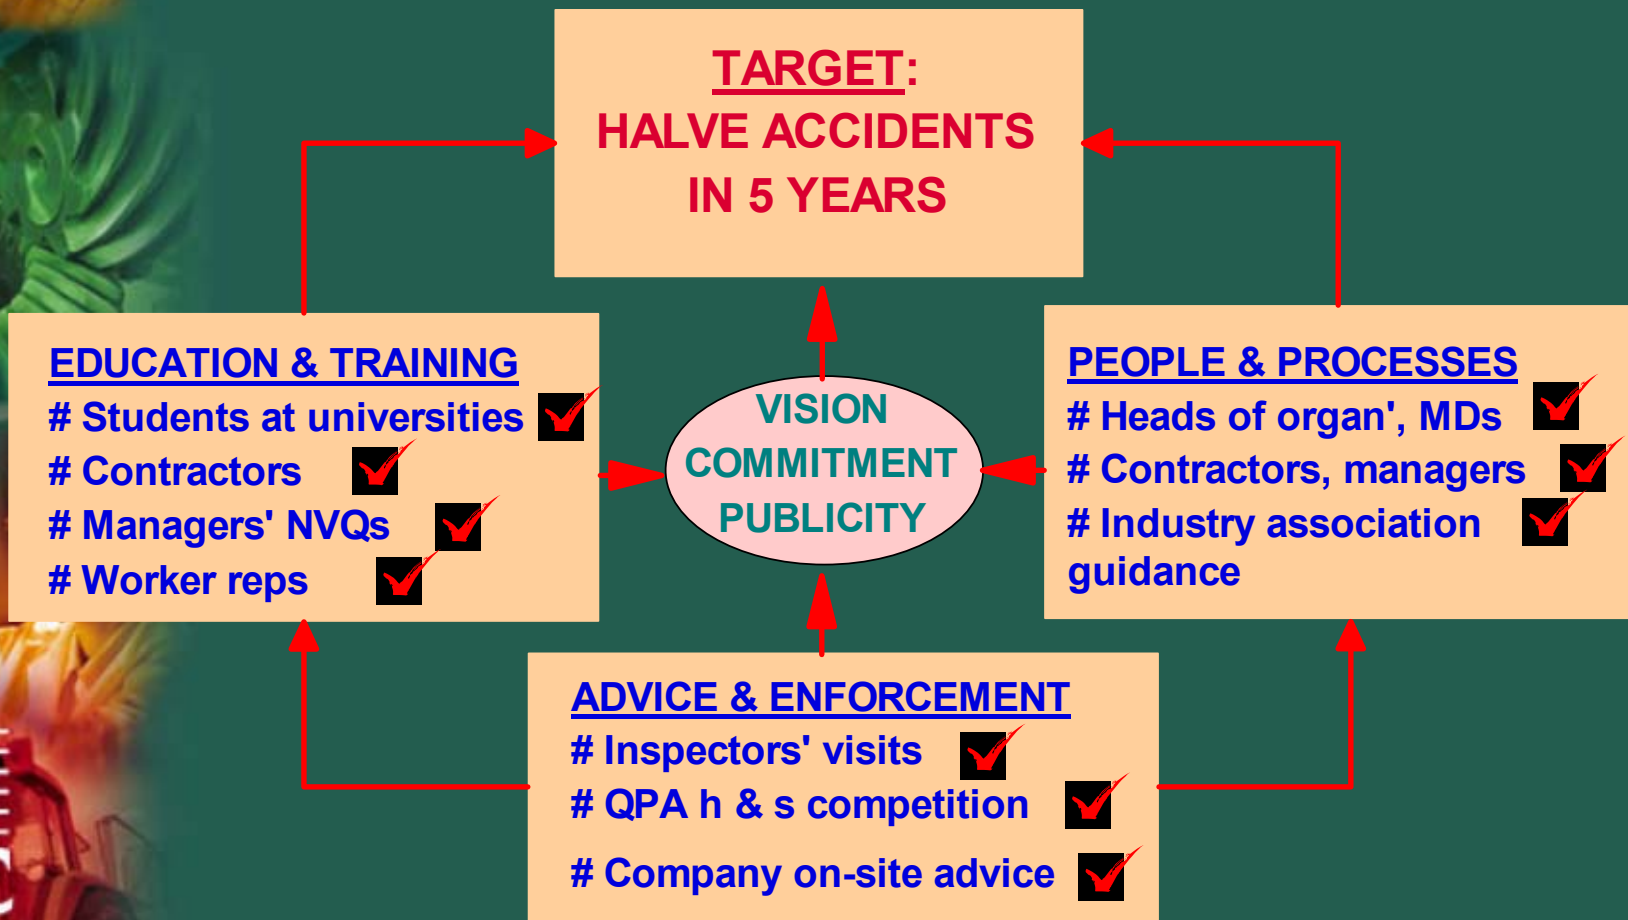 TARGET:
HALVE ACCIDENTS
IN 5 YEARS
EDUCATION & TRAINING
# Students at universities
# Contractors
# Managers' NVQs
# Worker reps
VISION
COMMITMENT
PUBLICITY
PEOPLE & PROCESSES
# Heads of organ', MDs
# Contractors, managers
# Industry association
guidance
ADVICE & ENFORCEMENT
# Inspectors' visits
# QPA h & s competition
# Company on-site advice